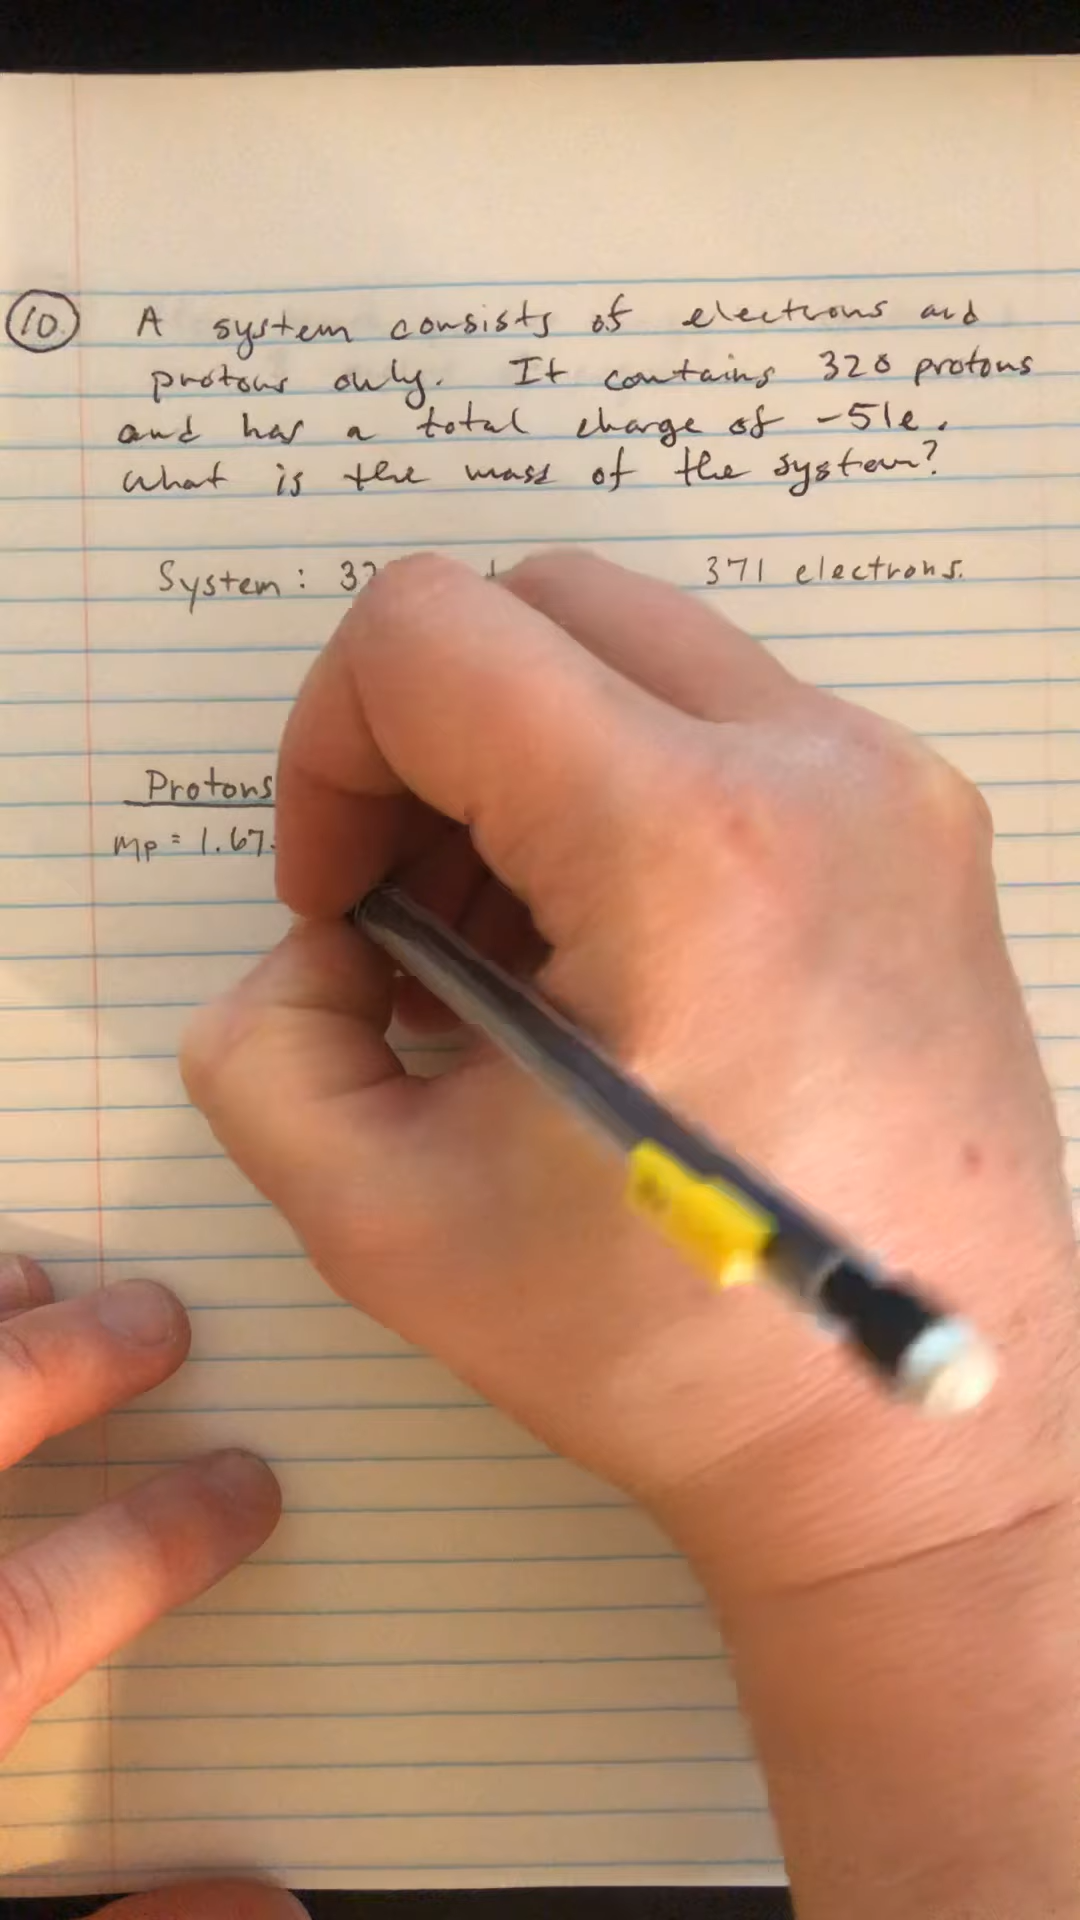 10 A system consists of electrons and
protons only. It contains 320 protons
and has a total charge of -51e.
What is the mass of the system?
System: 371 electrons.
Protons
mp = 1.67